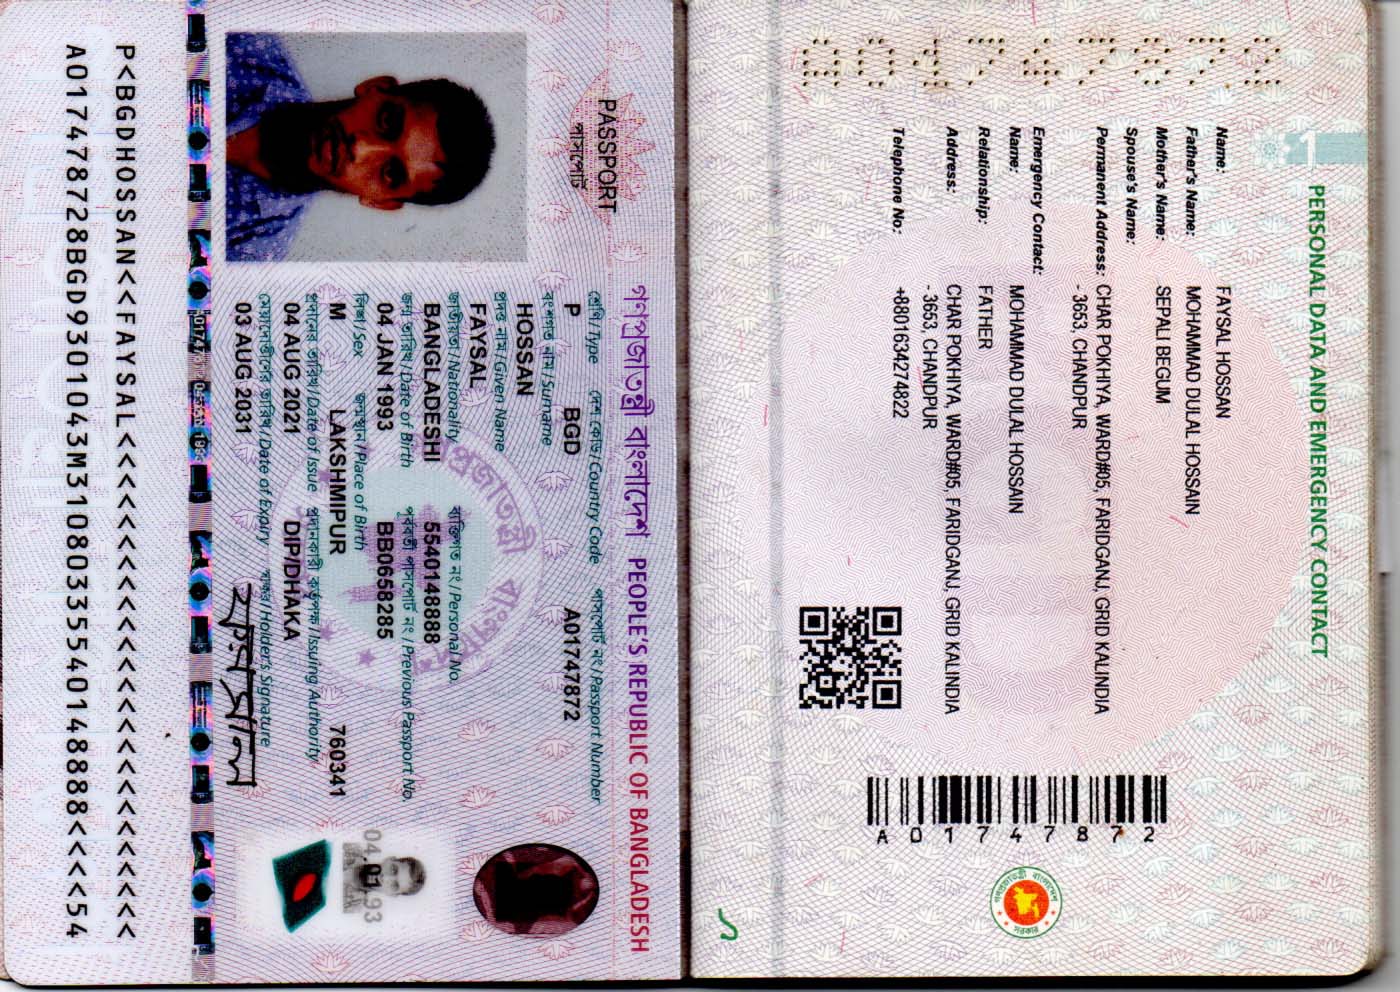 1
PERSONAL DATA AND EMERGENCY CONTACT
Name: FAYSAL HOSSAN
Father's Name: MOHAMMAD DULAL HOSSAIN
Mother's Name: SEPALI BEGUM
Spouse's Name:
Permanent Address: CHAR POKHIYA, WARD#05, FARIDGANJ, GRID KALINDIA
- 3653, CHANDPUR
Emergency Contact:
Name: MOHAMMAD DULAL HOSSAIN
Relationship: FATHER
Address: CHAR POKHIYA, WARD#05, FARIDGANJ, GRID KALINDIA
- 3653, CHANDPUR
Telephone No: +8801634274822
A01747872
A01747872
গণপ্রজাতন্ত্রী বাংলাদেশ
সরকার
গণপ্রজাতন্ত্রী বাংলাদেশ PEOPLE'S REPUBLIC OF BANGLADESH
PASSPORT
পাসপোর্ট
শ্রেণি/Type দেশ কোড/Country Code পাসপোর্ট নং/Passport Number
P BGD A01747872
বংশগত নাম/Surname
HOSSAN
প্রদত্ত নাম/Given Name
FAYSAL
জাতীয়তা/Nationality ব্যক্তিগত নং/Personal No.
BANGLADESHI 5540148888
জন্ম তারিখ/Date of Birth পূর্ববর্তী পাসপোর্ট নং/Previous Passport No.
04 JAN 1993 BB0658285
লিঙ্গ/Sex জন্মস্থান/Place of Birth
M LAKSHMIPUR 760341
প্রদানের তারিখ/Date of Issue প্রদানকারী কর্তৃপক্ষ/Issuing Authority
04 AUG 2021 DIP/DHAKA
মেয়াদোত্তীর্ণের তারিখ/Date of Expiry স্বাক্ষর/Holder's Signature
03 AUG 2031
04.01.93
P<BGDHOSSAN<<FAYSAL<<<<<<<<<<<<<<<<<<<<<<<<<
A017478728BGD9301043M31080335540148888<<<<54